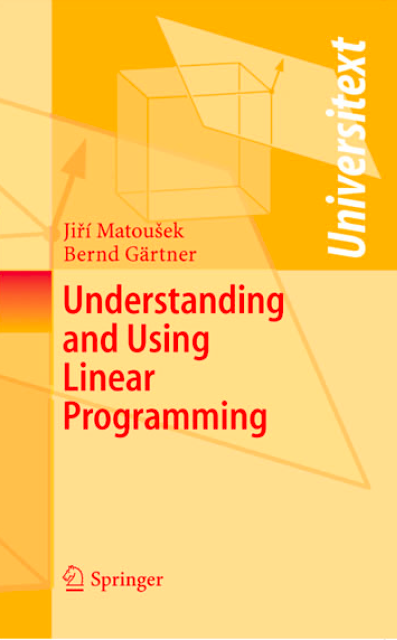 Universitext
Jiří Matoušek
Bernd Gärtner
Understanding
and Using
Linear
Programming
Springer